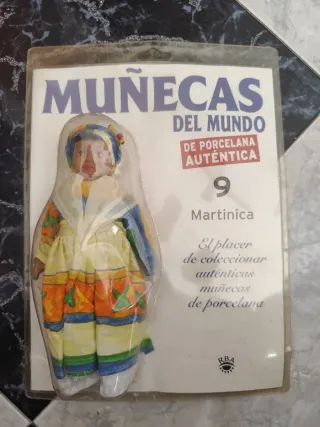 MUÑECAS
DEL MUNDO
DE PORCELANA
AUTÉNTICA
9
Martinica
El placer
de coleccionar
auténticas
muñecas
de porcelana
RBA